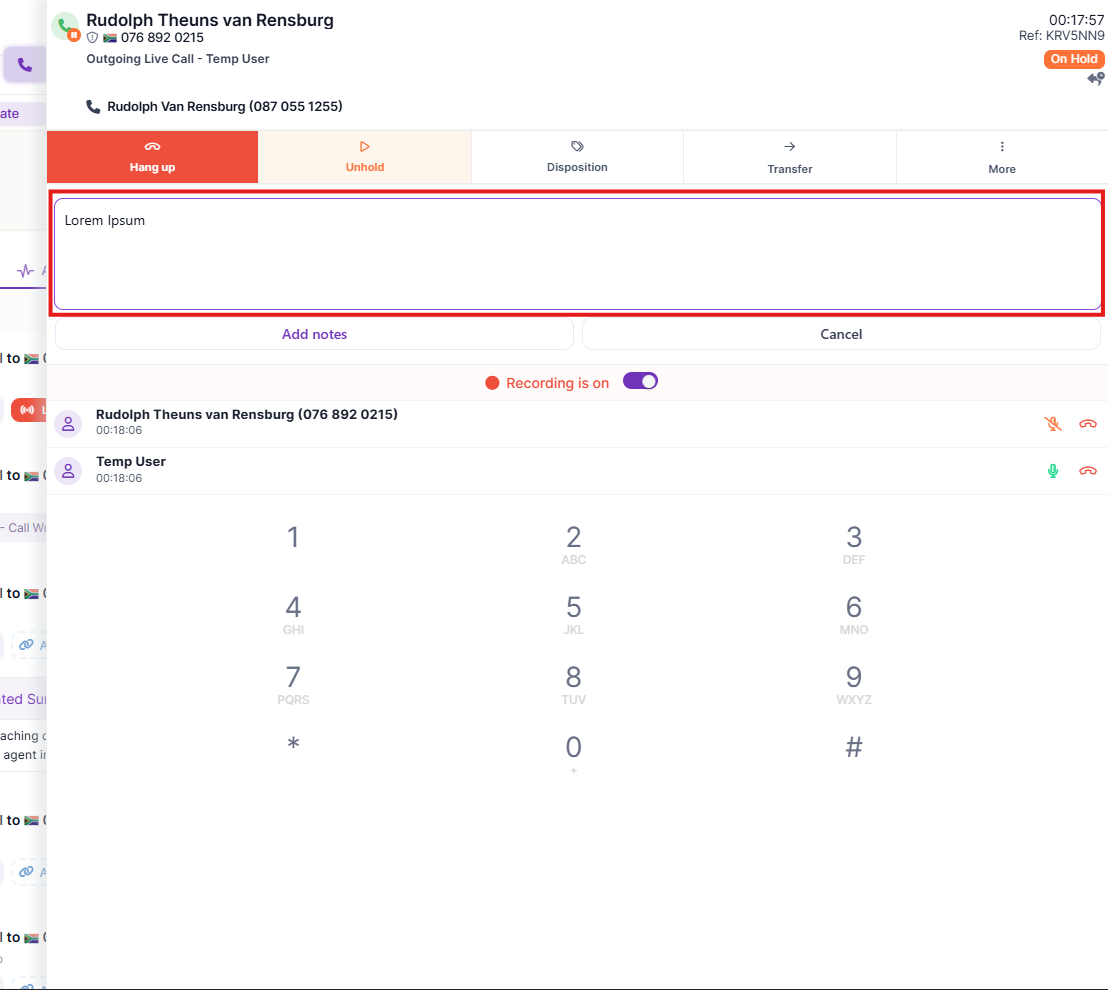 Rudolph Theuns van Rensburg
00:17:57
076 892 0215
Ref: KRV5NN9
Outgoing Live Call - Temp User
On Hold
Rudolph Van Rensburg (087 055 1255)
ate
Hang up
Unhold
Disposition
Transfer
More
Lorem Ipsum
Add notes
Cancel
to
Recording is on
Rudolph Theuns van Rensburg (076 892 0215)
00:18:06
Temp User
00:18:06
to
- Call
1
2
ABC
3
DEF
to
4
GHI
5
JKL
6
MNO
7
PQRS
8
TUV
9
WXYZ
ted
aching
agent
*
0
+
#
to
to